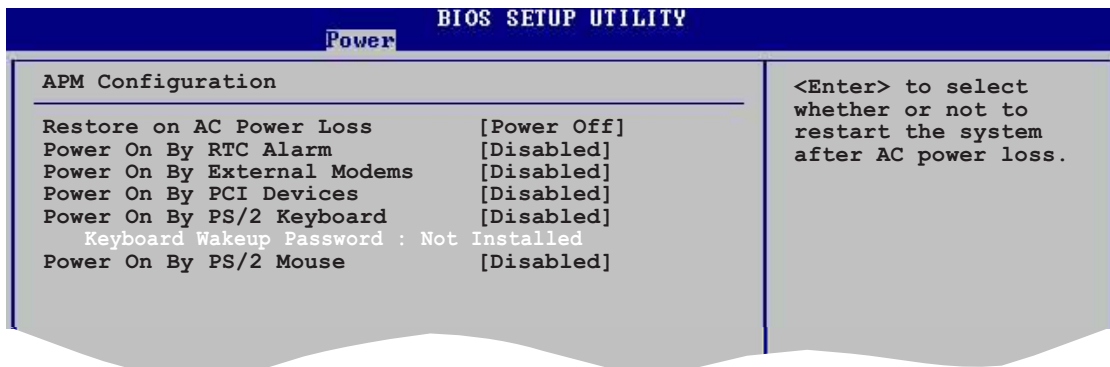 BIOS SETUP UTILITY
Power
APM Configuration
Restore on AC Power Loss [Power Off]
Power On By RTC Alarm [Disabled]
Power On By External Modems [Disabled]
Power On By PCI Devices [Disabled]
Power On By PS/2 Keyboard [Disabled]
Keyboard Wakeup Password : Not Installed
Power On By PS/2 Mouse [Disabled]
<Enter> to select
whether or not to
restart the system
after AC power loss.